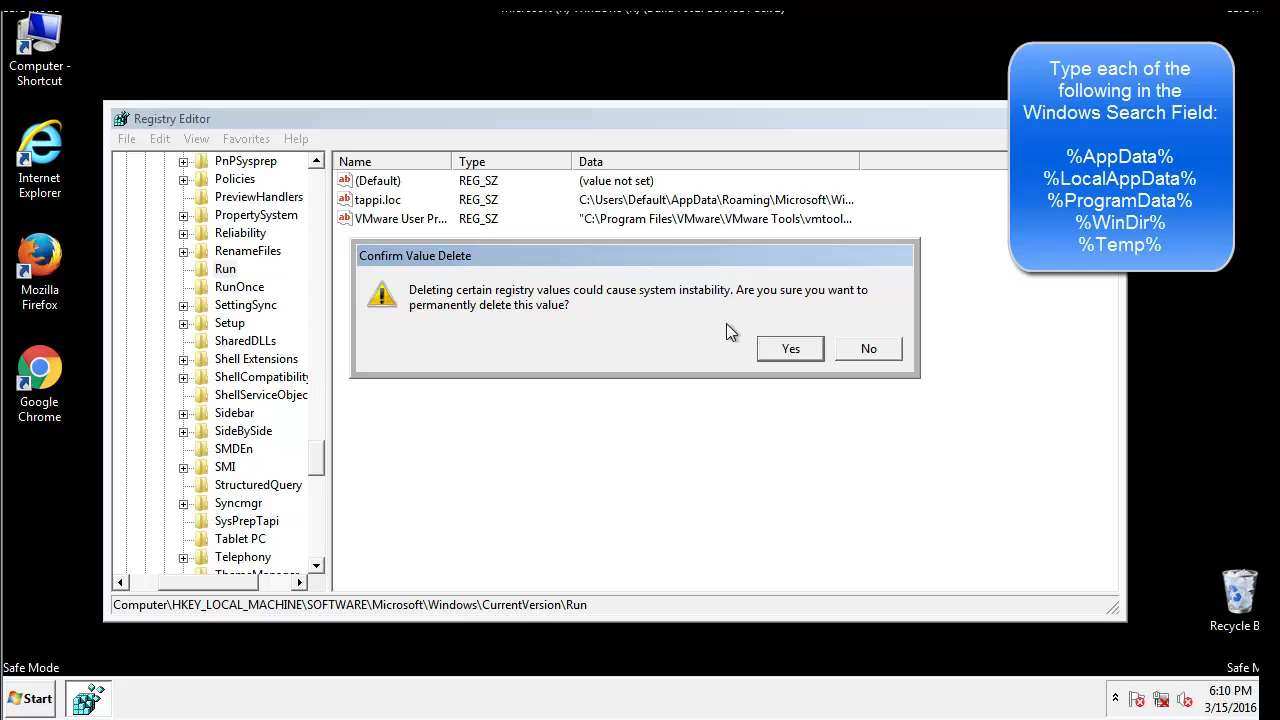 Computer -
Shortcut
Internet
Explorer
Mozilla
Firefox
Google
Chrome
Type each of the
following in the
Windows Search Field:
%AppData%
%LocalAppData%
%ProgramData%
%WinDir%
%Temp%
Registry Editor
File Edit View Favorites Help
PnPSysprep
Policies
PreviewHandlers
PropertySystem
Reliability
RenameFiles
Run
RunOnce
SettingSync
Setup
SharedDLLs
Shell Extensions
ShellCompatibility
ShellServiceObjec
Sidebar
SideBySide
SMDEn
SMI
StructuredQuery
Syncmgr
SysPrepTapi
Tablet PC
Telephony
Name Type Data
(Default) REG_SZ (value not set)
tappi.loc REG_SZ C:\Users\Default\AppData\Roaming\Microsoft\Wi...
VMware User Pr... REG_SZ "C:\Program Files\VMware\VMware Tools\vmtool...
Confirm Value Delete
Deleting certain registry values could cause system instability. Are you sure you want to
permanently delete this value?
Yes No
Computer\HKEY_LOCAL_MACHINE\SOFTWARE\Microsoft\Windows\CurrentVersion\Run
Recycle B
Safe Mode
Safe M
Start
6:10 PM
3/15/2016